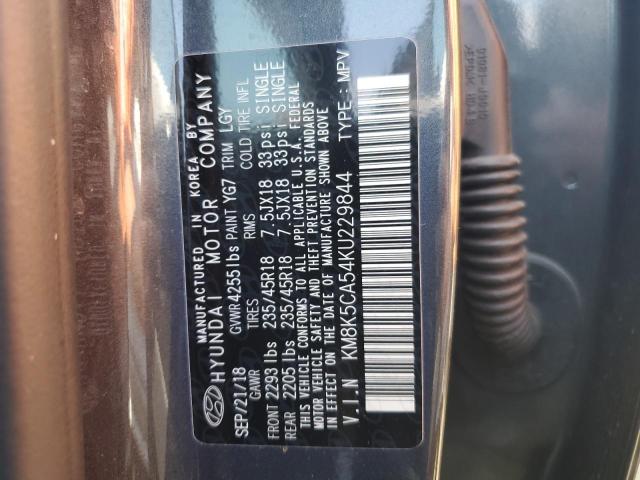 MANUFACTURED IN KOREA BY
HYUNDAI MOTOR COMPANY
SEP/21/18 GVWR 4255lbs PAINT YG7 TRIM LGY
GAWR TIRES RIMS COLD TIRE INFL
FRONT 2293 lbs 235/45R18 7.5JX18 33psi SINGLE
REAR 2205 lbs 235/45R18 7.5JX18 33psi SINGLE
THIS VEHICLE CONFORMS TO ALL APPLICABLE U.S.A. FEDERAL
MOTOR VEHICLE SAFETY AND THEFT PREVENTION STANDARDS
IN EFFECT ON THE DATE OF MANUFACTURE SHOWN ABOVE
V.I.N KM8K5CA54KU229844 TYPE : MPV